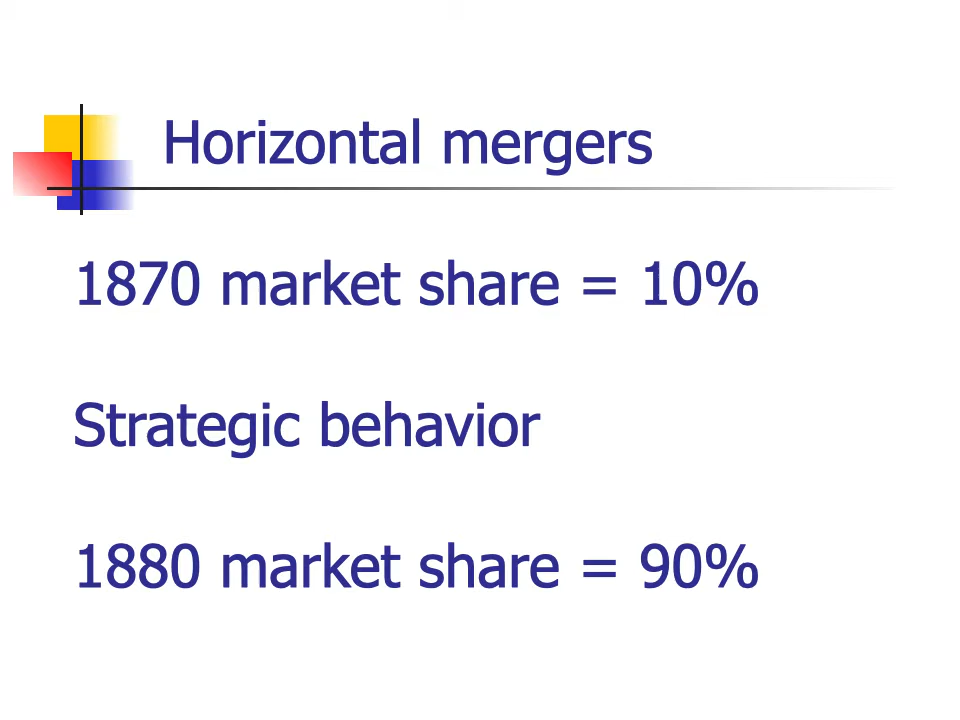 Horizontal mergers
1870 market share = 10%
Strategic behavior
1880 market share = 90%